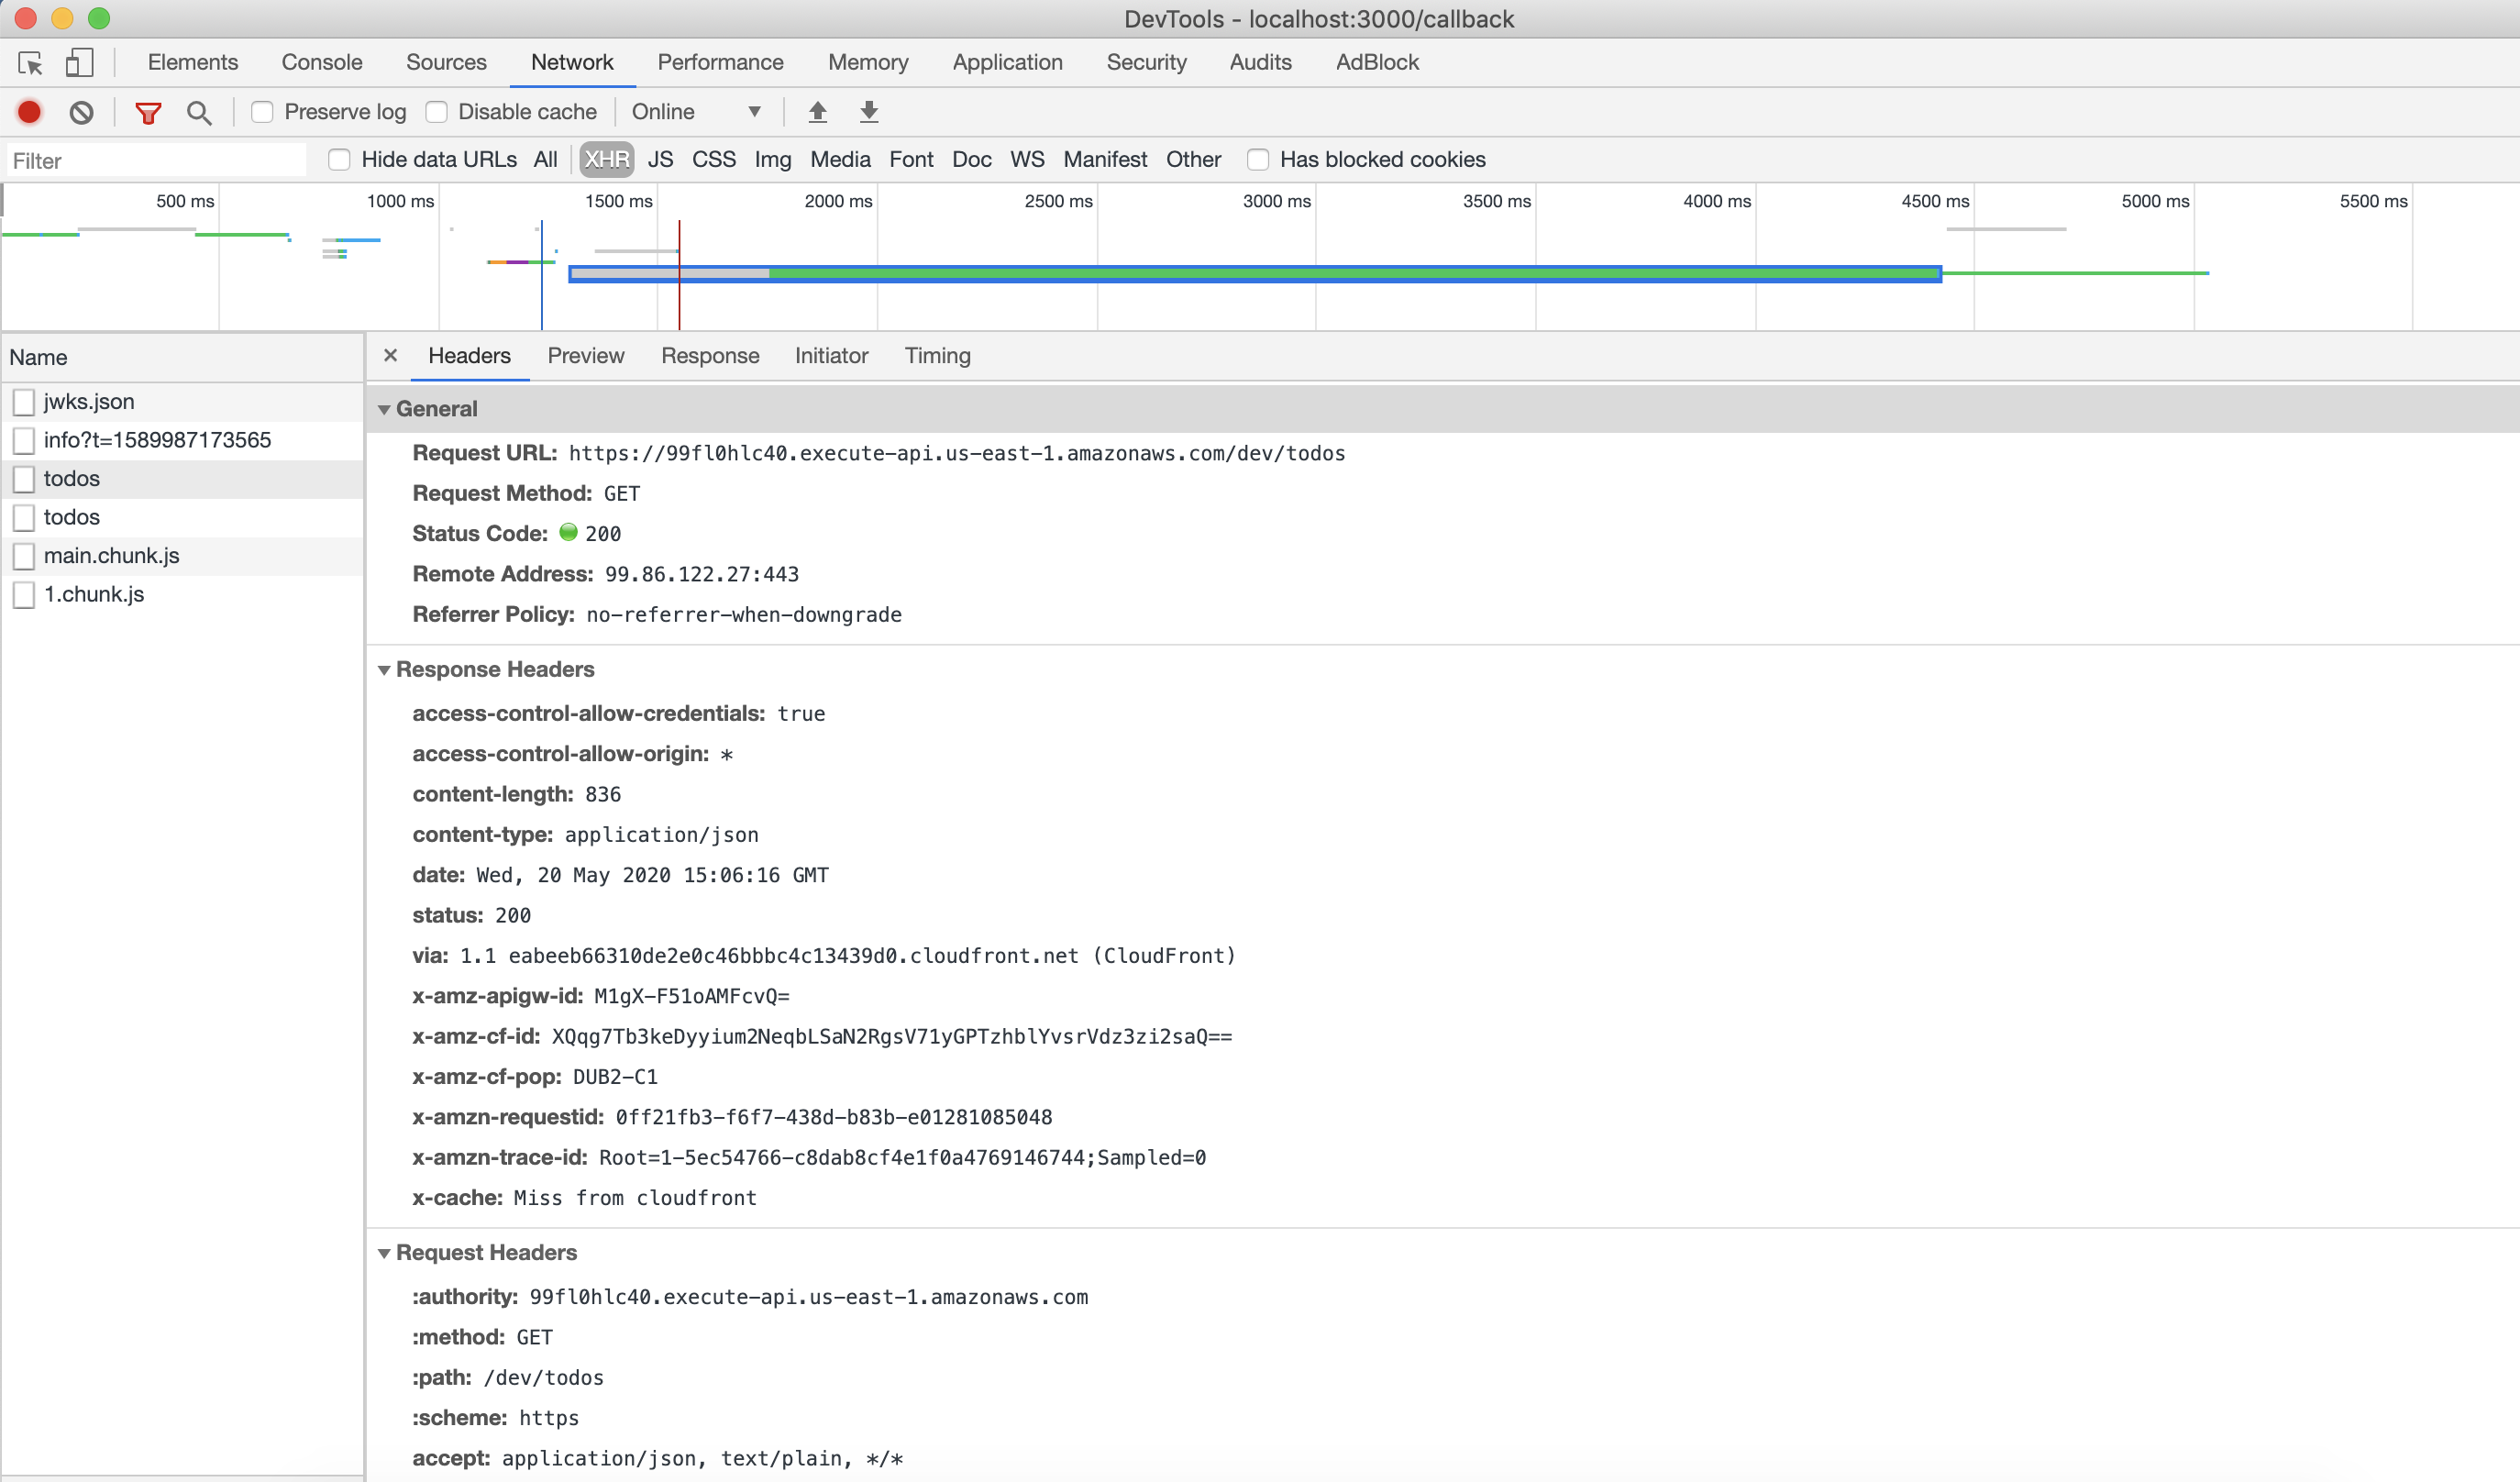 DevTools - localhost:3000/callback
Elements Console Sources Network Performance Memory Application Security Audits AdBlock
Preserve log Disable cache Online
Filter Hide data URLs All XHR JS CSS Img Media Font Doc WS Manifest Other Has blocked cookies
500 ms 1000 ms 1500 ms 2000 ms 2500 ms 3000 ms 3500 ms 4000 ms 4500 ms 5000 ms 5500 ms
Name
jwks.json
info?t=1589987173565
todos
todos
main.chunk.js
1.chunk.js
× Headers Preview Response Initiator Timing
General
Request URL: https://99fl0hlc40.execute-api.us-east-1.amazonaws.com/dev/todos
Request Method: GET
Status Code: 200
Remote Address: 99.86.122.27:443
Referrer Policy: no-referrer-when-downgrade
Response Headers
access-control-allow-credentials: true
access-control-allow-origin: *
content-length: 836
content-type: application/json
date: Wed, 20 May 2020 15:06:16 GMT
status: 200
via: 1.1 eabeeb66310de2e0c46bbbc4c13439d0.cloudfront.net (CloudFront)
x-amz-apigw-id: M1gX-F51oAMFcvQ=
x-amz-cf-id: XQqg7Tb3keDyyium2NeqbLSaN2RgsV71yGPTzhblYvsrVdz3zi2saQ==
x-amz-cf-pop: DUB2-C1
x-amzn-requestid: 0ff21fb3-f6f7-438d-b83b-e01281085048
x-amzn-trace-id: Root=1-5ec54766-c8dab8cf4e1f0a4769146744;Sampled=0
x-cache: Miss from cloudfront
Request Headers
:authority: 99fl0hlc40.execute-api.us-east-1.amazonaws.com
:method: GET
:path: /dev/todos
:scheme: https
accept: application/json, text/plain, */*